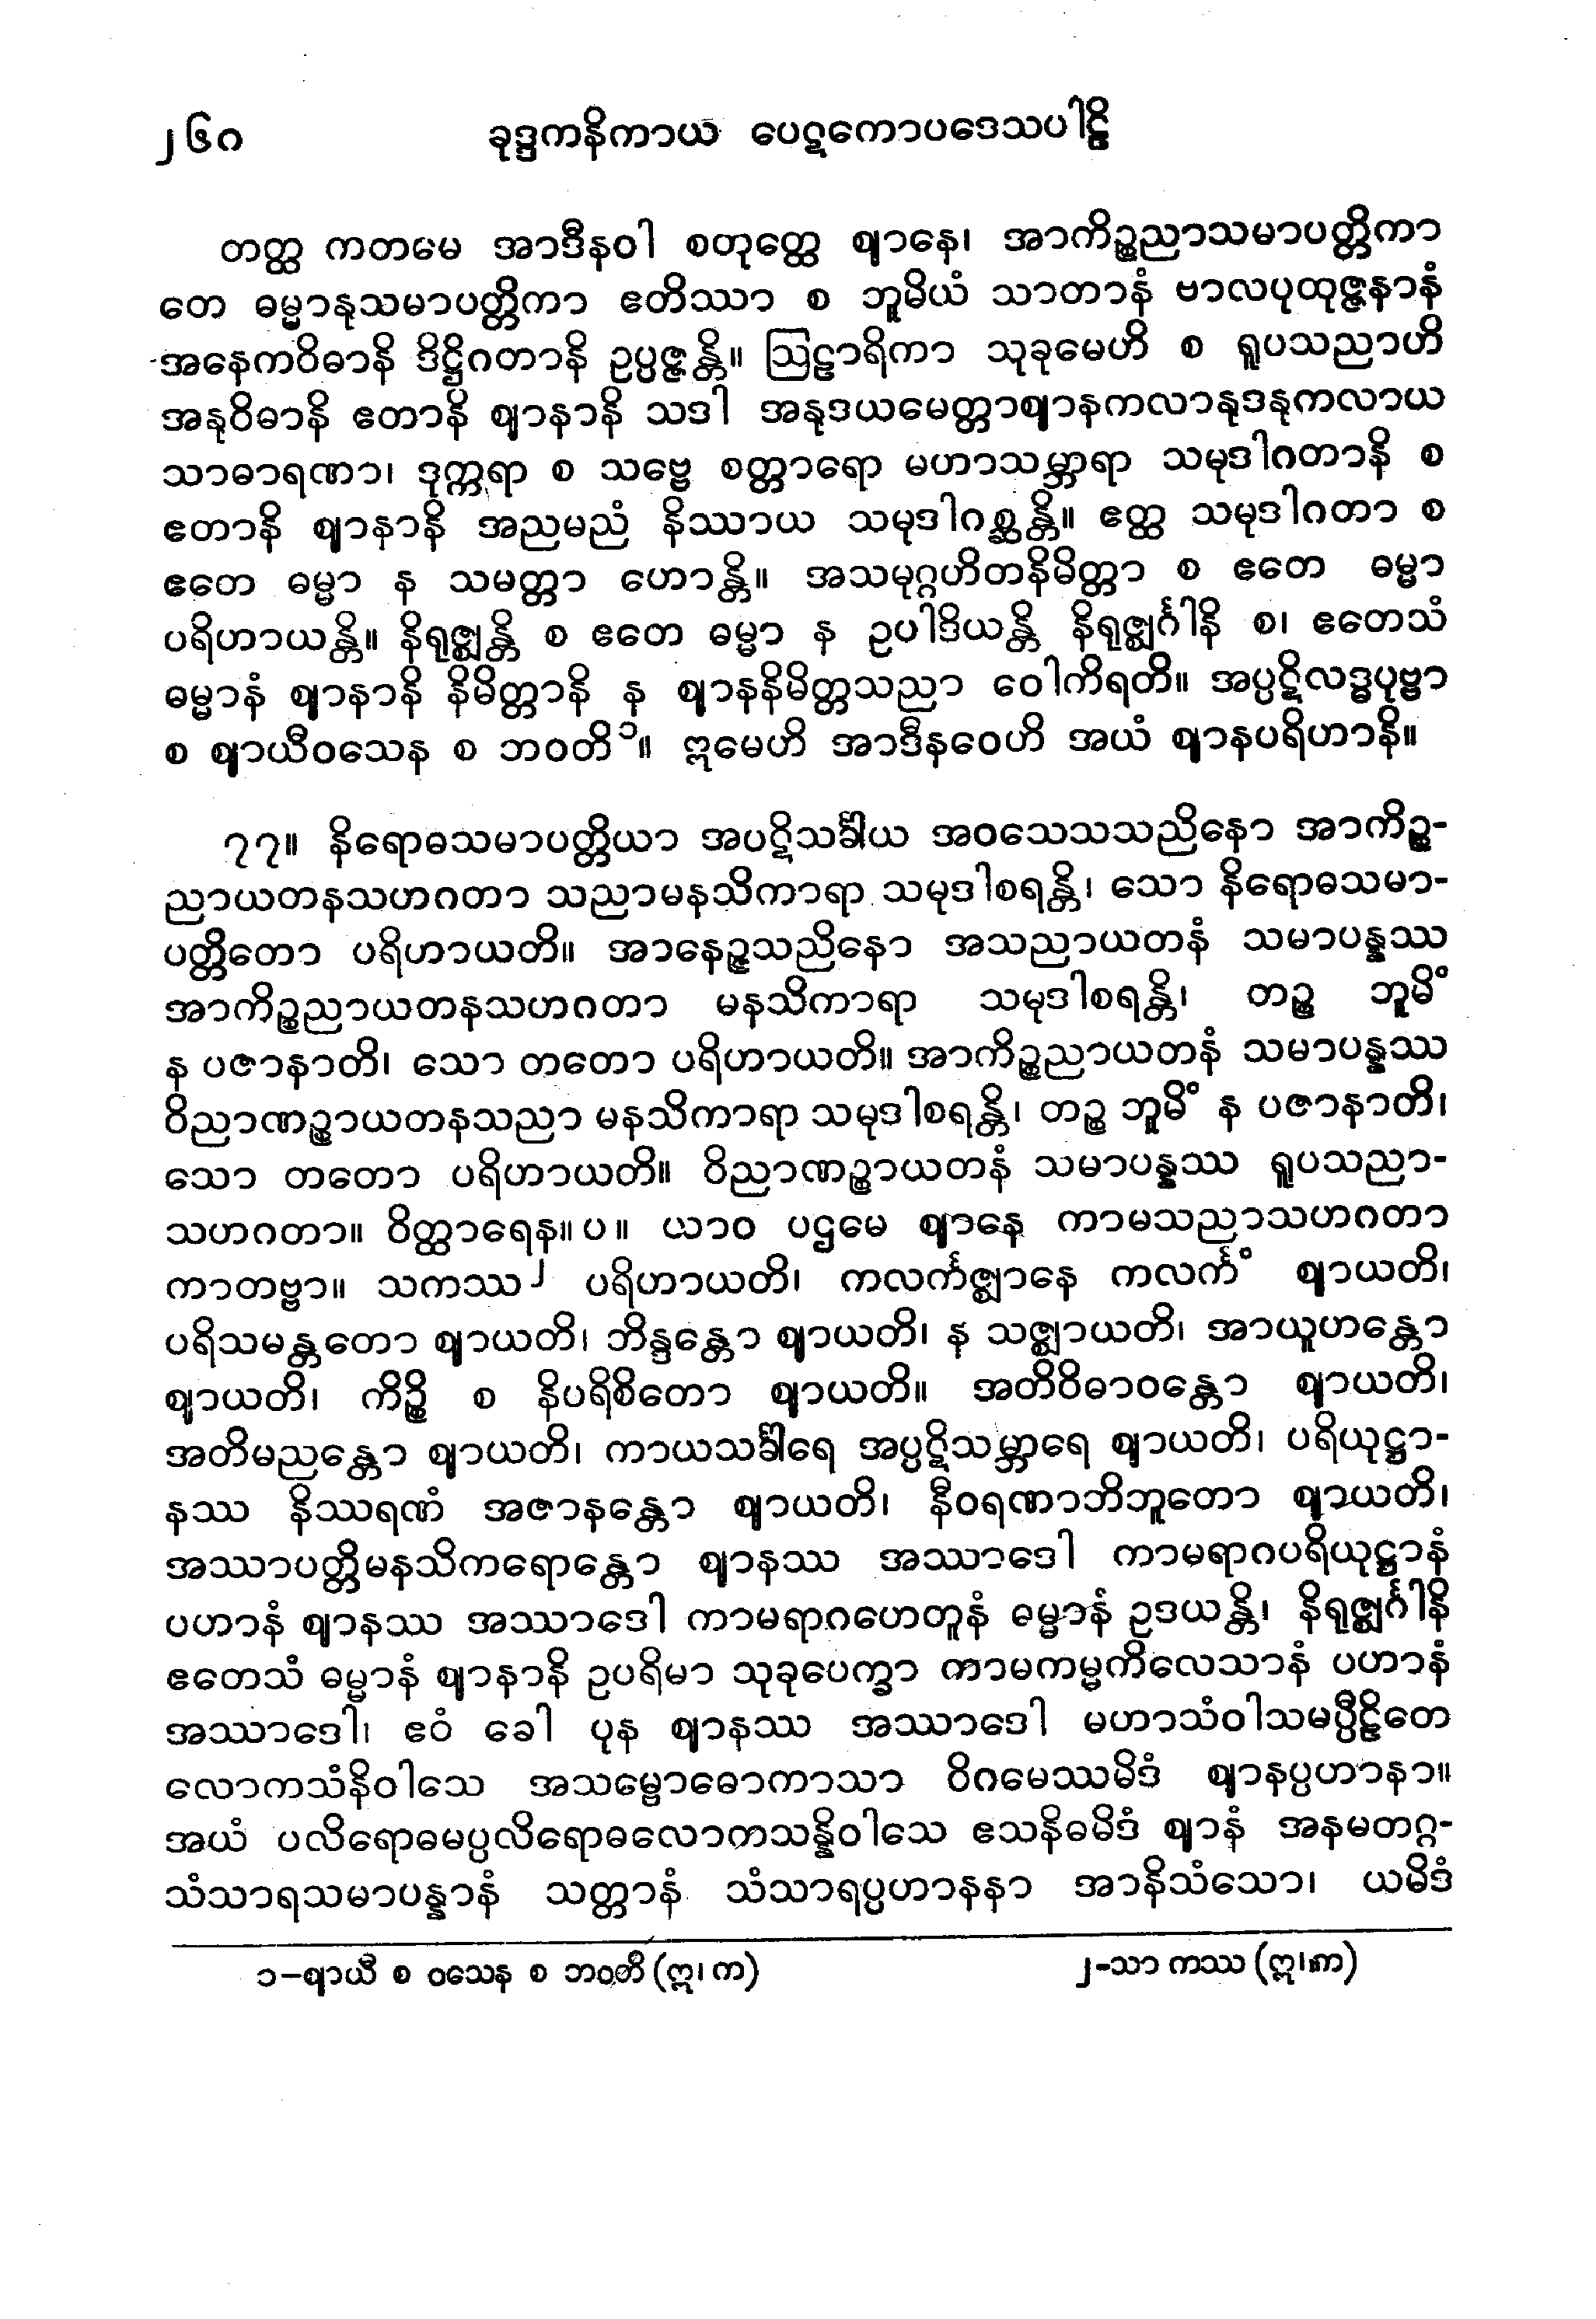 ၂၆၀ ခုဒ္ဒကနိကာယ ပေဋကောပဒေသပါဠိ
တတ္ထ ကတမေ အာဒီနဝါ စတုတ္ထေ ဈာနေ၊ အာကိဉ္စညာသမာပတ္တိကာ
တေ ဓမ္မာနုသမာပတ္တိကာ ဧတိဿာ စ ဘူမိယံ သာတာနံ ဗာလပုထုဇ္ဇနာနံ
အနေကဝိဓာနိ ဒိဋ္ဌိဂတာနိ ဥပ္ပဇ္ဇန္တိ။ ဩဠာရိကာ သုခုမေဟိ စ ရူပသညာဟိ
အနုဝိဓာနိ ဧတာနိ ဈာနာနိ သဒါ အနုဒယမေတ္တာဈာနကလာနုဒနုကလာယ
သာဓာရဏာ၊ ဒုက္ကရာ စ သဗ္ဗေ စတ္တာရော မဟာသမ္ဘာရာ သမုဒါဂတာနိ စ
ဧတာနိ ဈာနာနိ အညမညံ နိဿာယ သမုဒါဂစ္ဆန္တိ။ ဧတ္ထ သမုဒါဂတာ စ
ဧတေ ဓမ္မာ န သမတ္တာ ဟောန္တိ။ အသမုဂ္ဂဟိတနိမိတ္တာ စ ဧတေ ဓမ္မာ
ပရိဟာယန္တိ။ နိရုဇ္ဈန္တိ စ ဧတေ ဓမ္မာ န ဥပါဒိယန္တိ နိရုဇ္ဈင်္ဂါနိ စ၊ ဧတေသံ
ဓမ္မာနံ ဈာနာနိ နိမိတ္တာနိ န ဈာနနိမိတ္တသညာ ဝေါကိရတိ။ အပ္ပဋိလဒ္ဓပုဗ္ဗာ
စ ဈာယီဝသေန စ ဘဝတိ၁။ ဣမေဟိ အာဒီနဝေဟိ အယံ ဈာနပရိဟာနိ။
၇၇။ နိရောဓသမာပတ္တိယာ အပဋိသင်္ခါယ အဝသေသသညိနော အာကိဉ္စ-
ညာယတနသဟဂတာ သညာမနသိကာရာ သမုဒါစရန္တိ၊ သော နိရောဓသမာ-
ပတ္တိတော ပရိဟာယတိ။ အာနေဉ္ဇသညိနော အသညာယတနံ သမာပန္နဿ
အာကိဉ္စညာယတနသဟဂတာ မနသိကာရာ သမုဒါစရန္တိ၊ တဉ္စ ဘူမိံ
န ပဇာနာတိ၊ သော တတော ပရိဟာယတိ။ အာကိဉ္စညာယတနံ သမာပန္နဿ
ဝိညာဏဉ္စာယတနသညာ မနသိကာရာ သမုဒါစရန္တိ၊ တဉ္စ ဘူမိံ န ပဇာနာတိ၊
သော တတော ပရိဟာယတိ။ ဝိညာဏဉ္စာယတနံ သမာပန္နဿ ရူပသညာ-
သဟဂတာ။ ဝိတ္ထာရေန။ ပ။ ယာဝ ပဌမေ ဈာနေ ကာမသညာသဟဂတာ
ကာတဗ္ဗာ။ သကဿ၂ ပရိဟာယတိ၊ ကလင်္ကဇ္ဈာနေ ကလင်္ကံ ဈာယတိ၊
ပရိသမန္တတော ဈာယတိ၊ ဘိန္ဒန္တော ဈာယတိ၊ န သဇ္ဈာယတိ၊ အာယူဟန္တော
ဈာယတိ၊ ကိဉ္စိ စ နိပရိစိတော ဈာယတိ။ အတိဝိဓာဝန္တော ဈာယတိ၊
အတိမညန္တော ဈာယတိ၊ ကာယသင်္ခါရေ အပ္ပဋိသမ္ဘာရေ ဈာယတိ၊ ပရိယုဋ္ဌာ-
နဿ နိဿရဏံ အဇာနန္တော ဈာယတိ၊ နီဝရဏာဘိဘူတော ဈာယတိ၊
အဿာပတ္တိမနသိကရောန္တော ဈာနဿ အဿာဒေါ ကာမရာဂပရိယုဋ္ဌာနံ
ပဟာနံ ဈာနဿ အဿာဒေါ ကာမရာဂဟေတူနံ ဓမ္မာနံ ဥဒယန္တိ၊ နိရုဇ္ဈင်္ဂါနိ
ဧတေသံ ဓမ္မာနံ ဈာနာနိ ဥပရိမာ သုခုပေက္ခာ ကာမကမ္မကိလေသာနံ ပဟာနံ
အဿာဒေါ၊ ဧဝံ ခေါ ပုန ဈာနဿ အဿာဒေါ မဟာသံဝါသမပ္ပီဠိတေ
လောကသံနိဝါသေ အသမ္ဗောဓောကာသာ ဝိဂမေဿမိဒံ ဈာနပ္ပဟာနာ။
အယံ ပလိရောဓမပ္ပလိရောဓလောကသန္နိဝါသေ ဧသနိဓမိဒံ ဈာနံ အနမတဂ္ဂ-
သံသာရသမာပန္နာနံ သတ္တာနံ သံသာရပ္ပဟာနနာ အာနိသံသော၊ ယမိဒံ
၁-ဈာယီ စ ဝသေန စ ဘဝတိ (ဣ၊ က) ၂-သာ ကဿ (ဣ၊ က)